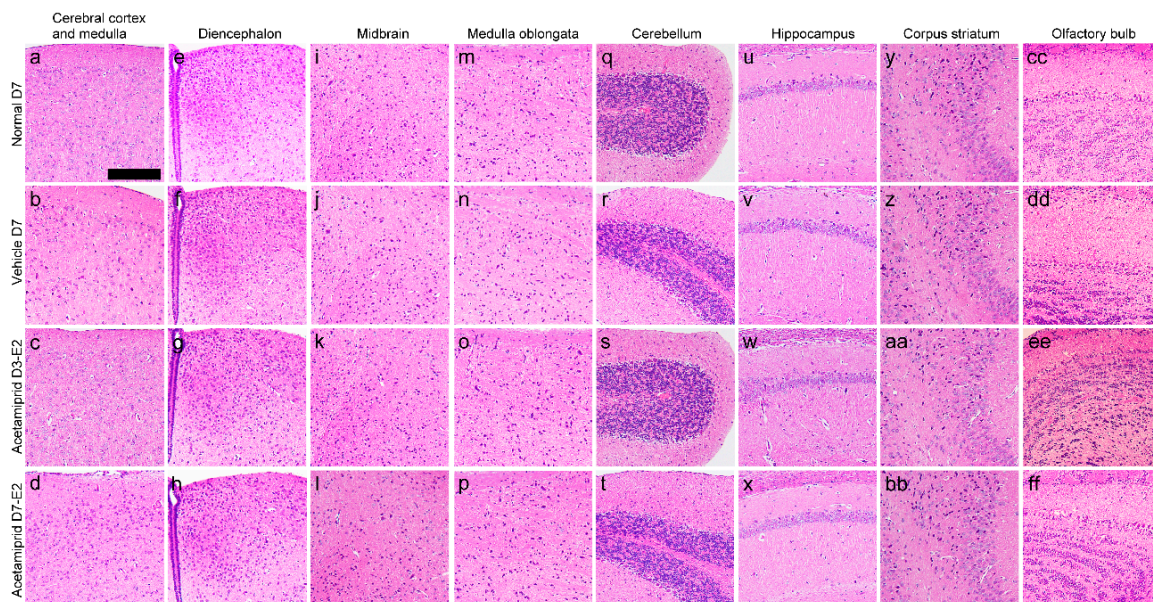 Cerebral cortex
and medulla
Diencephalon
Midbrain
Medulla oblongata
Cerebellum
Hippocampus
Corpus striatum
Olfactory bulb
Normal D7
a
e
i
m
q
u
y
cc
Vehicle D7
b
f
j
n
r
v
z
dd
Acetamiprid D3-E2
c
g
k
o
s
w
aa
ee
Acetamiprid D7-E2
d
h
l
p
t
x
bb
ff